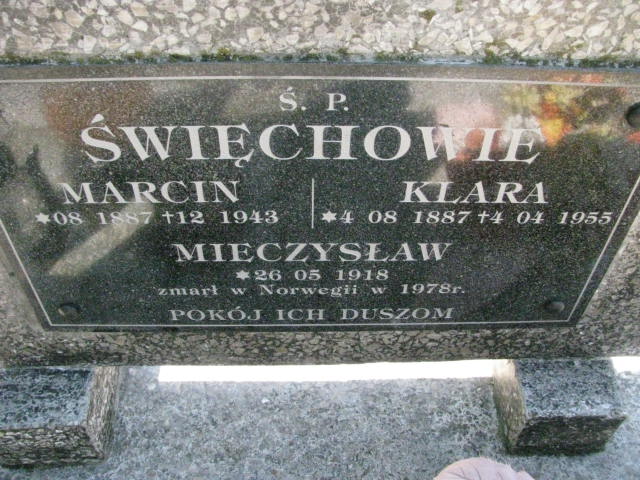 Ś. P.
ŚWIĘCHOWIE
MARCIN KLARA
*08 1887 †12 1943 *4 08 1887 †4 04 1955
MIECZYSŁAW
*26 05 1918
zmarł w Norwegii w 1978r.
POKÓJ ICH DUSZOM